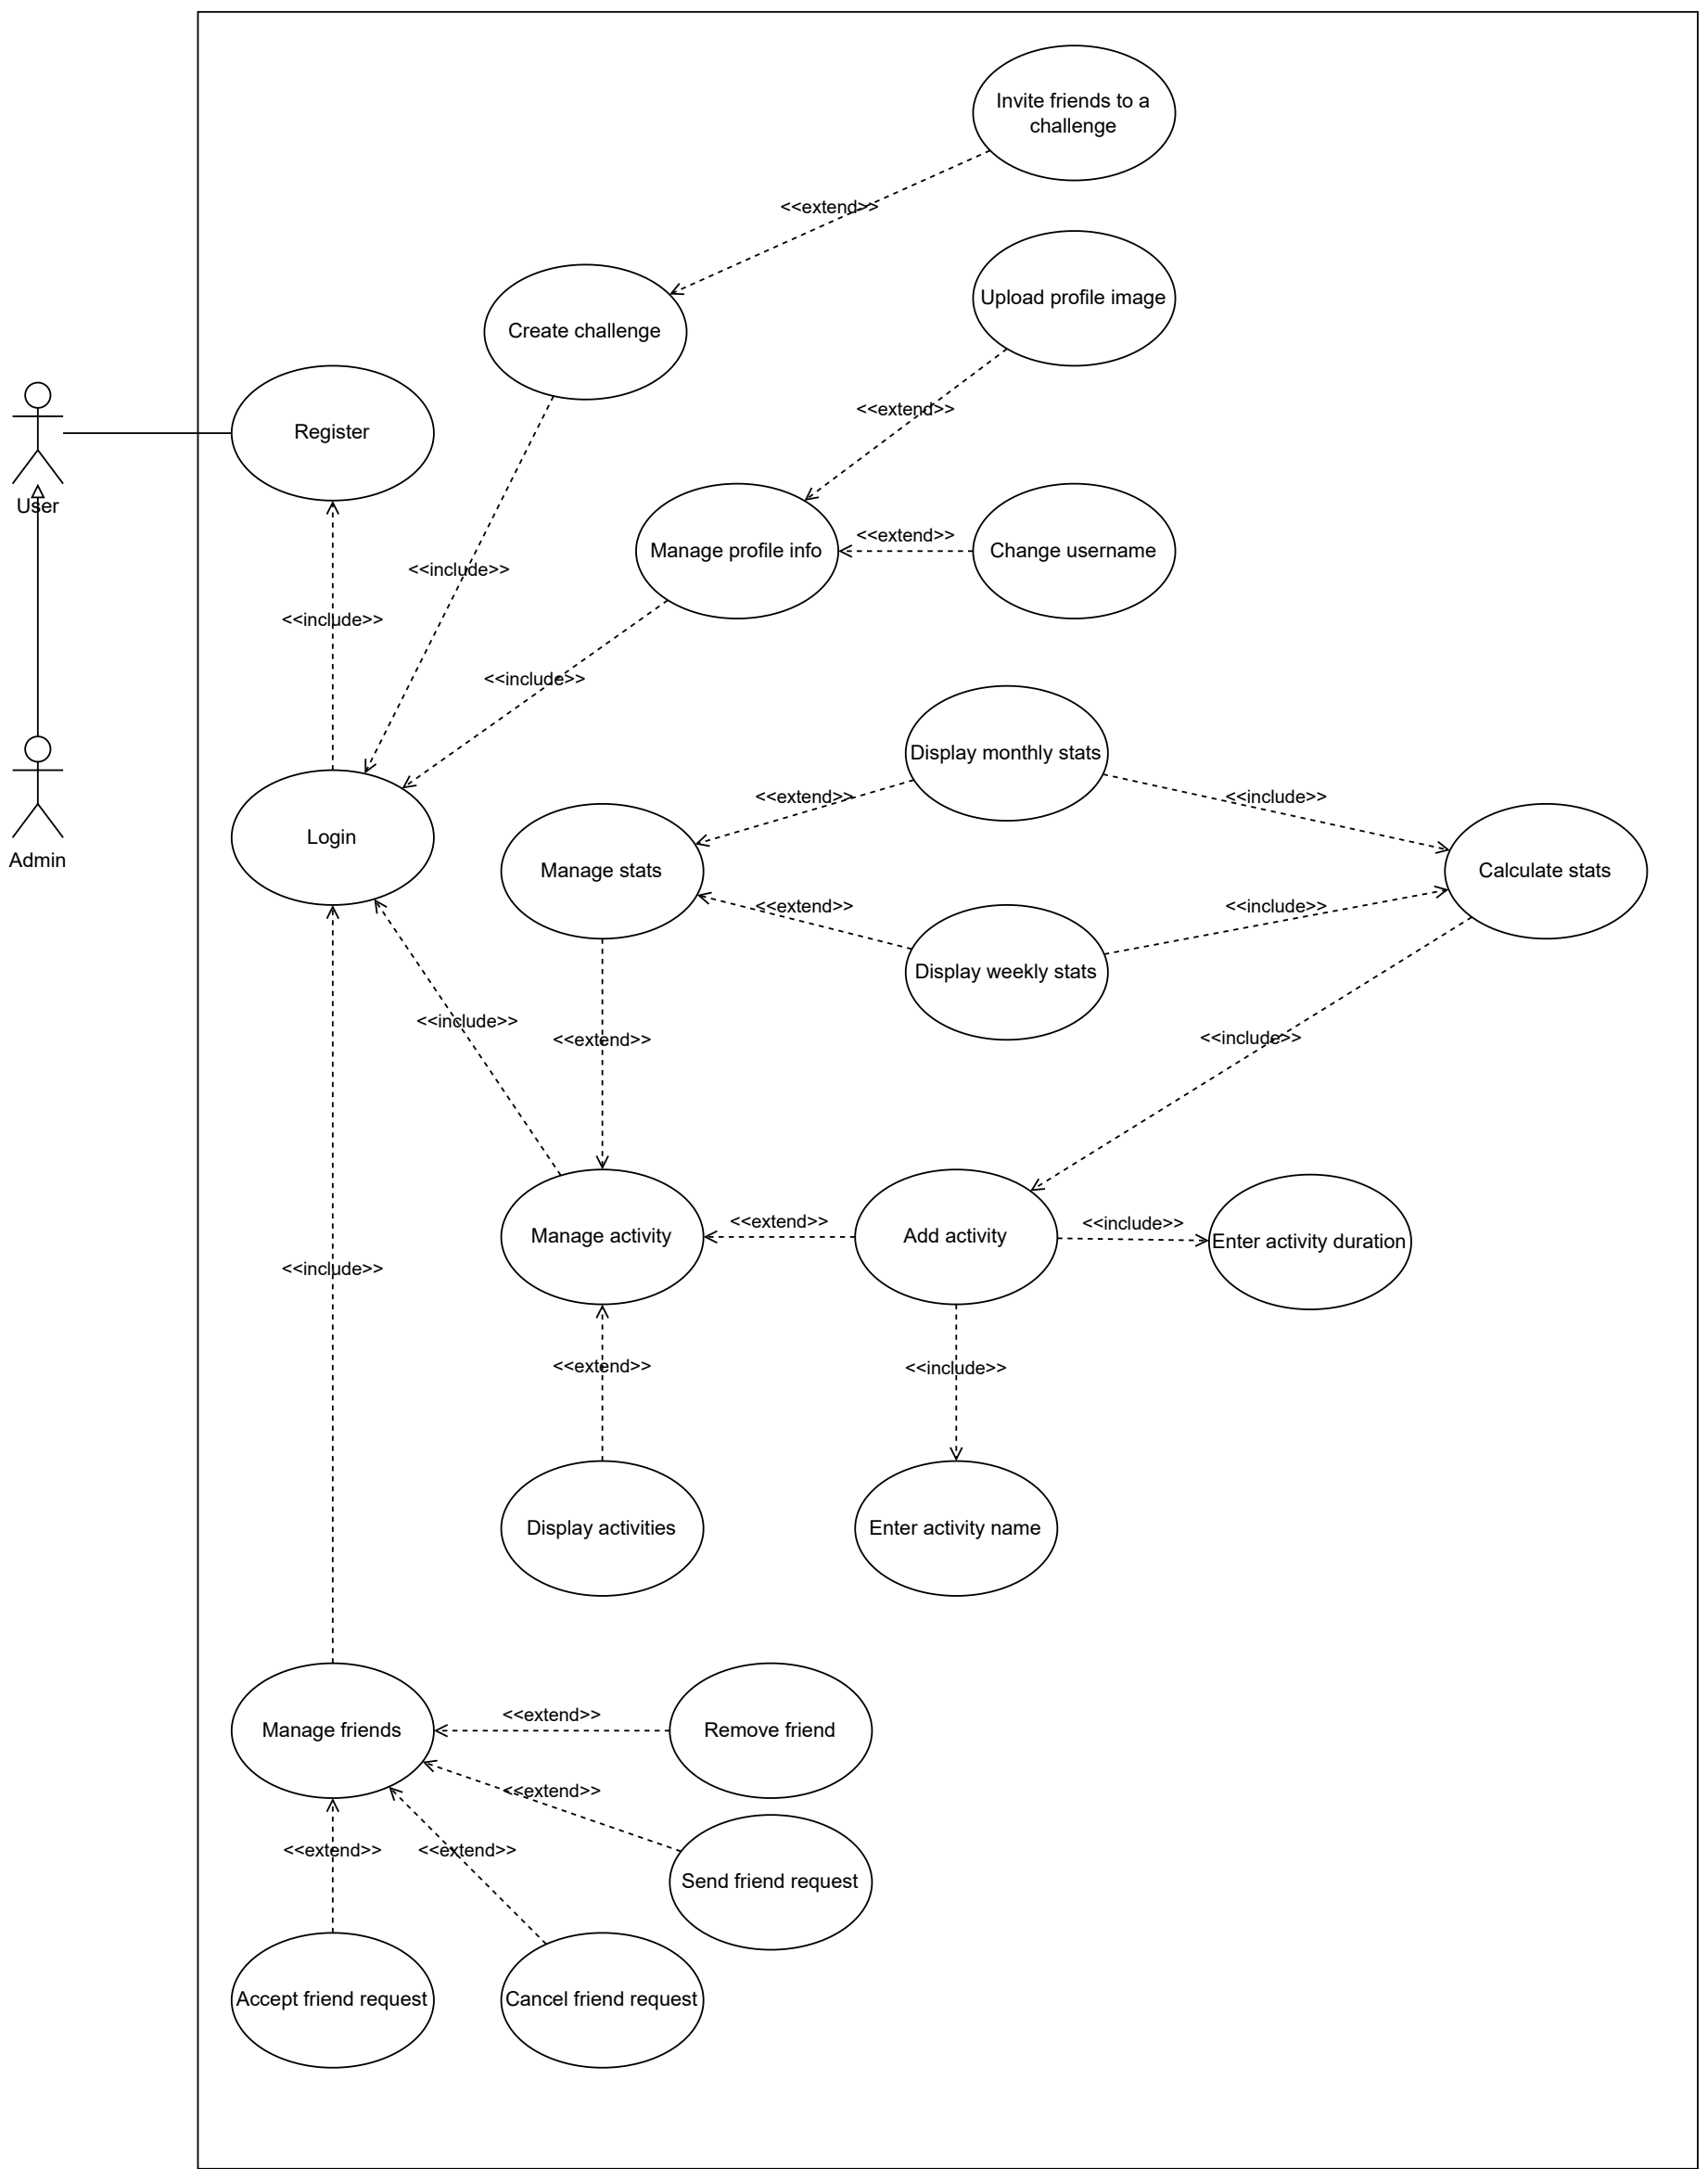 Invite friends to a
challenge
<<extend>>
Upload profile image
Create challenge
<<extend>>
Register
User
<<extend>>
Manage profile info
Change username
<<include>>
<<include>>
<<include>>
Display monthly stats
<<extend>>
<<include>>
Login
Admin
Manage stats
Calculate stats
<<extend>>
<<include>>
Display weekly stats
<<include>>
<<extend>>
<<include>>
Manage activity
<<extend>>
Add activity
<<include>>
Enter activity duration
<<include>>
<<extend>>
<<include>>
Display activities
Enter activity name
Manage friends
<<extend>>
Remove friend
<<extend>>
<<extend>>
<<extend>>
Send friend request
Accept friend request
Cancel friend request